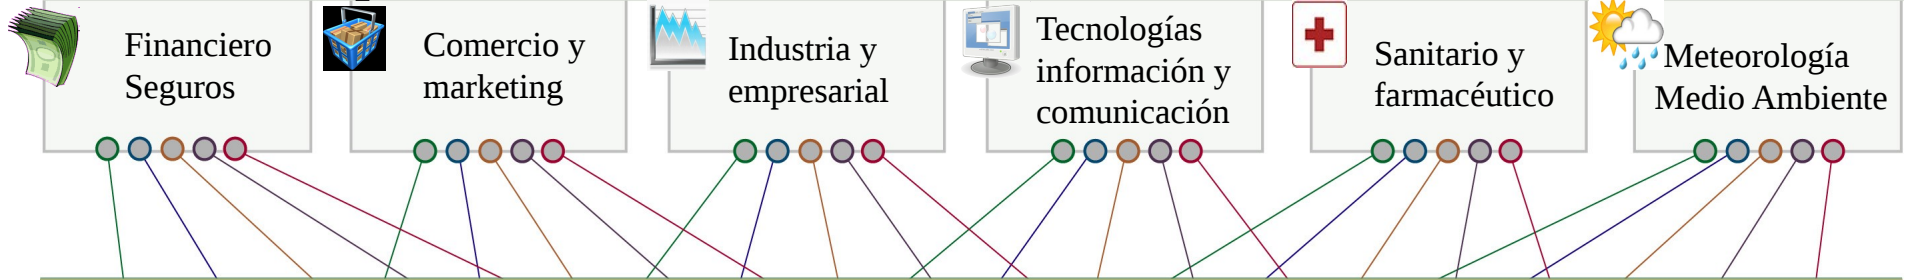 Financiero
Seguros
Comercio y
marketing
Industria y
empresarial
Tecnologías
información y
comunicación
Sanitario y
farmacéutico
Meteorología
Medio Ambiente